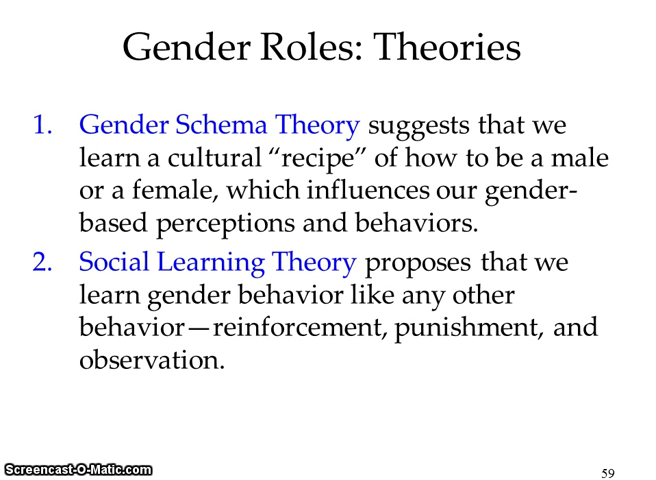 Gender Roles: Theories
1. Gender Schema Theory suggests that we
learn a cultural “recipe” of how to be a male
or a female, which influences our gender-
based perceptions and behaviors.
2. Social Learning Theory proposes that we
learn gender behavior like any other
behavior—reinforcement, punishment, and
observation.
Screencast-O-Matic.com
59